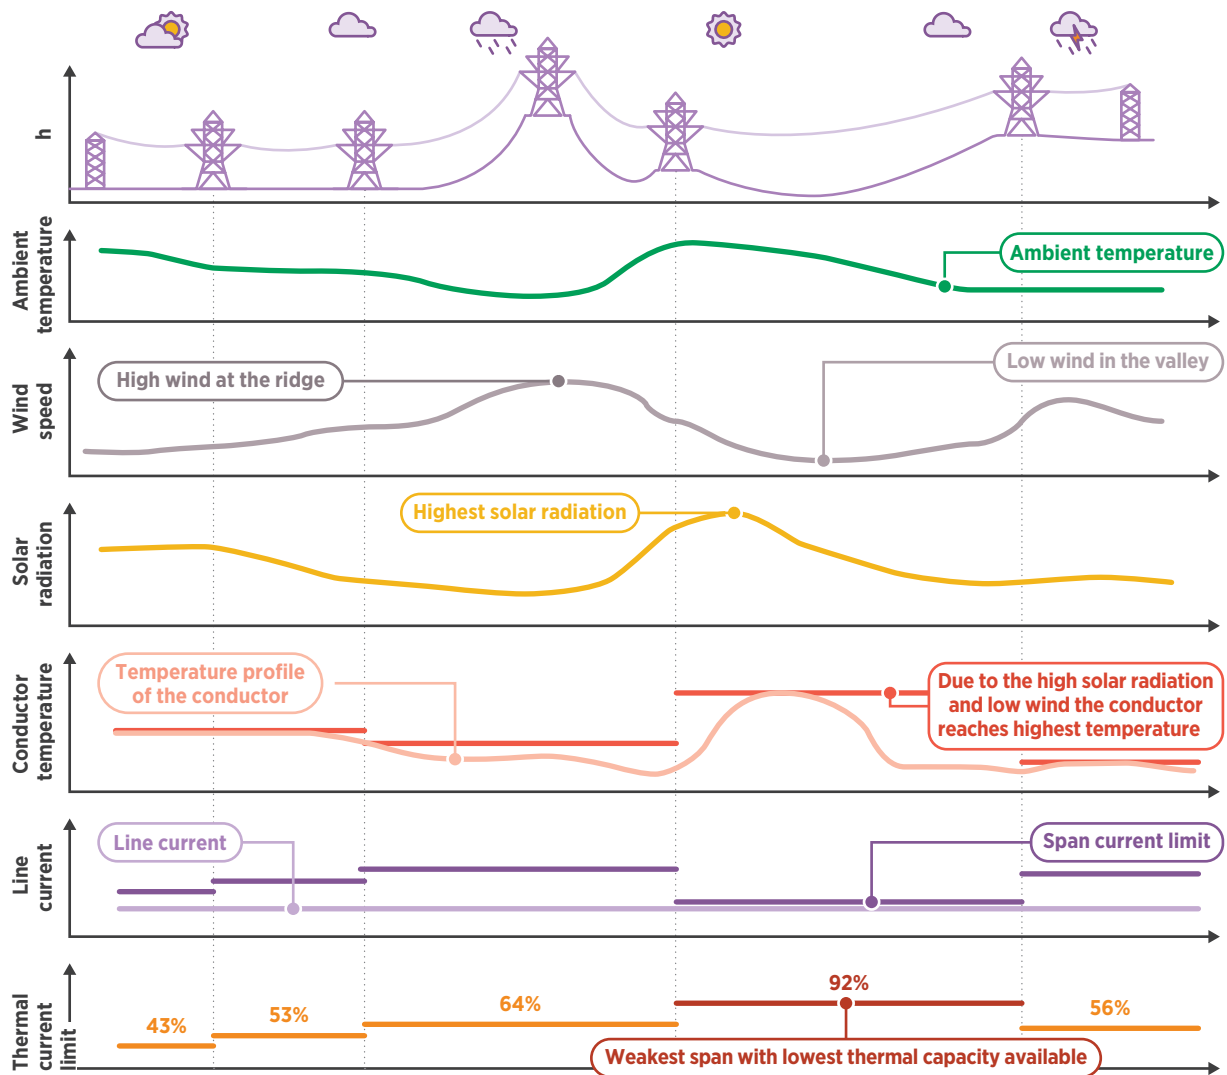 h
Ambient
temperature
Ambient temperature
Wind
speed
High wind at the ridge
Low wind in the valley
Solar
radiation
Highest solar radiation
Conductor
temperature
Temperature profile
of the conductor
Due to the high solar radiation
and low wind the conductor
reaches highest temperature
Line
current
Line current
Span current limit
Thermal
current
limit
43%
53%
64%
92%
56%
Weakest span with lowest thermal capacity available